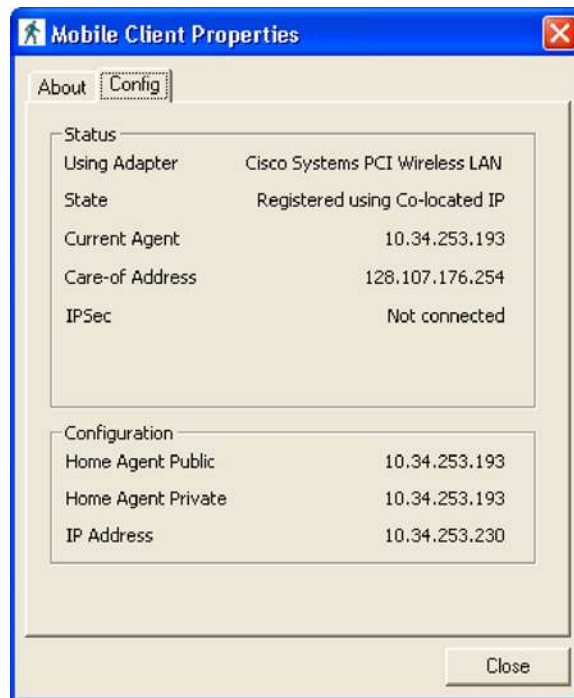 Mobile Client Properties
About Config
Status
Using Adapter Cisco Systems PCI Wireless LAN
State Registered using Co-located IP
Current Agent 10.34.253.193
Care-of Address 128.107.176.254
IPSec Not connected
Configuration
Home Agent Public 10.34.253.193
Home Agent Private 10.34.253.193
IP Address 10.34.253.230
Close